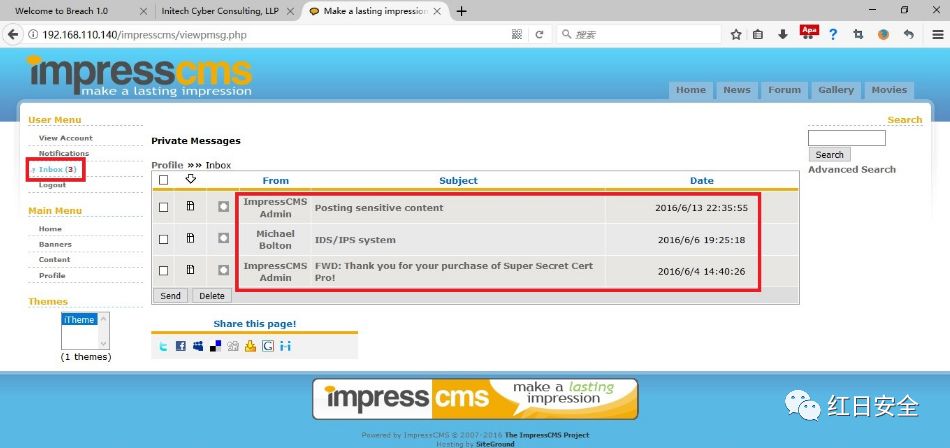 Welcome to Breach 1.0
Initech Cyber Consulting, LLP
Make a lasting impression
192.168.110.140/impresscms/viewpmsg.php
搜索
impresscms
make a lasting impression
Home News Forum Gallery Movies
User Menu
View Account
Notifications
Inbox (3)
Logout
Main Menu
Home
Banners
Content
Profile
Themes
iTheme
(1 themes)
Private Messages
Profile »» Inbox
From Subject Date
ImpressCMS Admin Posting sensitive content 2016/6/13 22:35:55
Michael Bolton IDS/IPS system 2016/6/6 19:25:18
ImpressCMS Admin FWD: Thank you for your purchase of Super Secret Cert Pro! 2016/6/4 14:40:26
Send Delete
Share this page!
Search
Search
Advanced Search
impress cms make a lasting impression
Powered by ImpressCMS © 2007-2016 The ImpressCMS Project
Hosting by SiteGround
红日安全